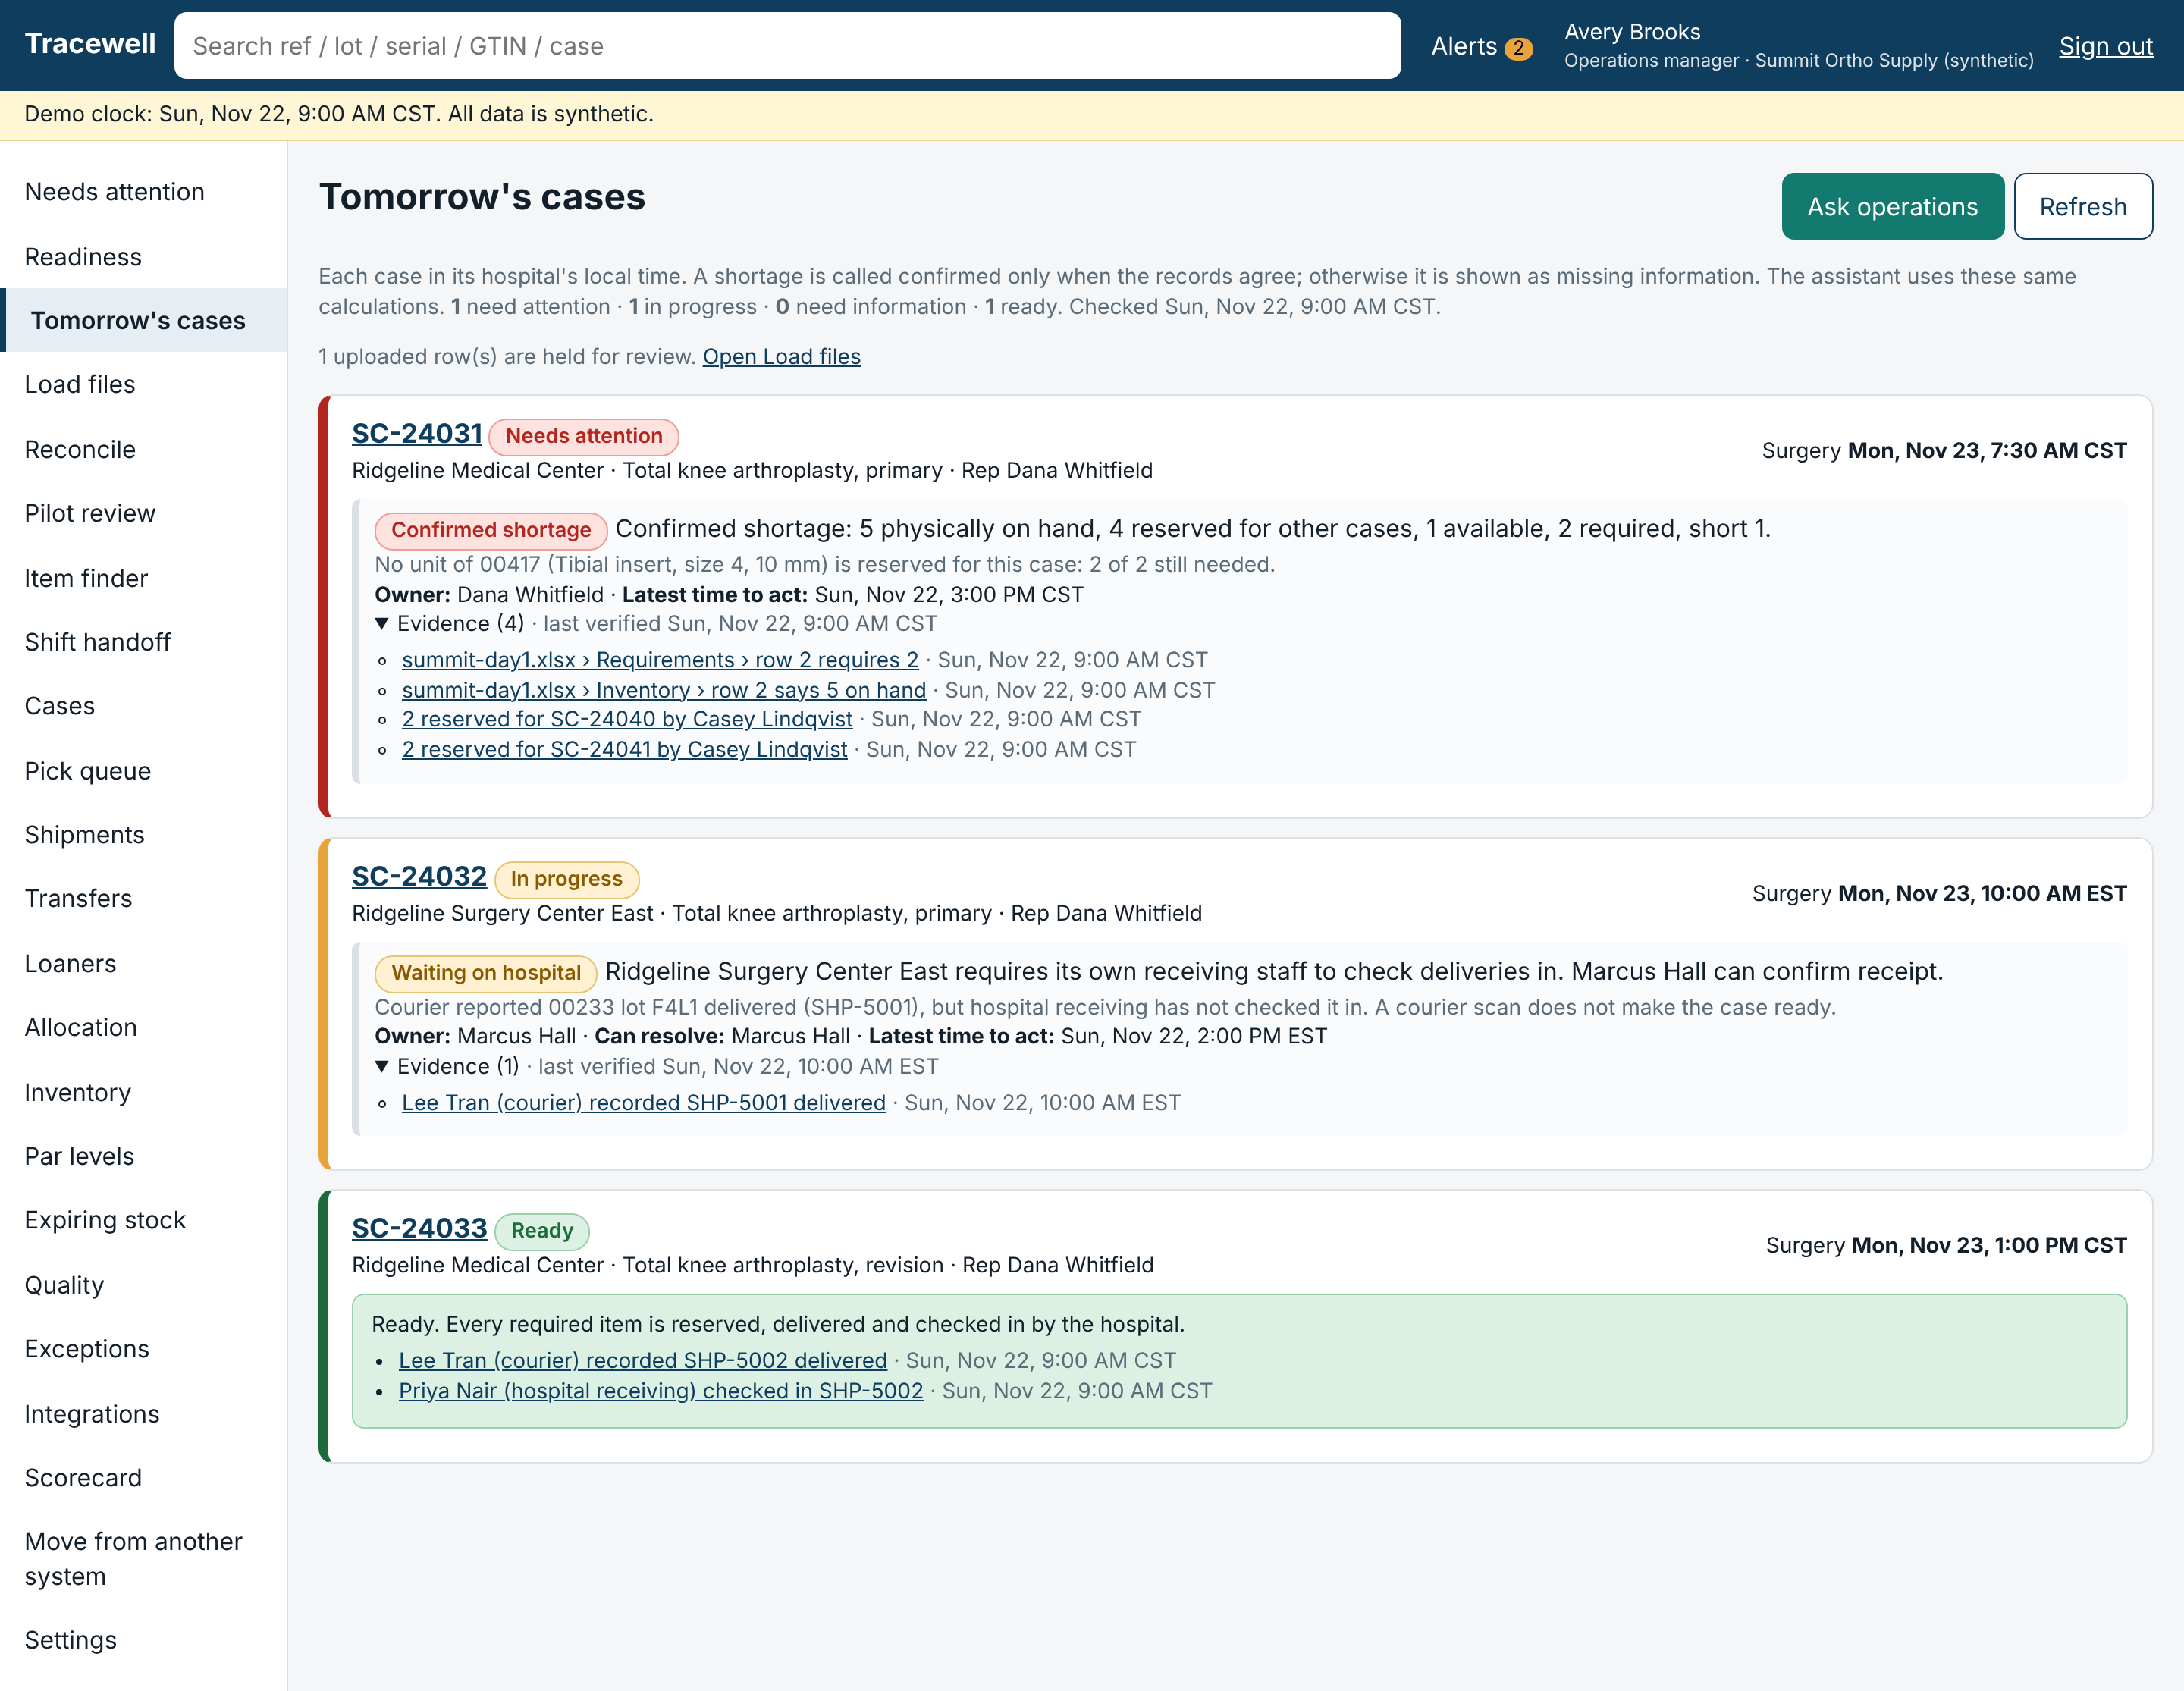 Tracewell
Search ref / lot / serial / GTIN / case
Alerts 2
Avery Brooks
Operations manager · Summit Ortho Supply (synthetic)
Sign out
Demo clock: Sun, Nov 22, 9:00 AM CST. All data is synthetic.
Needs attention
Readiness
Tomorrow's cases
Load files
Reconcile
Pilot review
Item finder
Shift handoff
Cases
Pick queue
Shipments
Transfers
Loaners
Allocation
Inventory
Par levels
Expiring stock
Quality
Exceptions
Integrations
Scorecard
Move from another
system
Settings
Tomorrow's cases
Ask operations
Refresh
Each case in its hospital's local time. A shortage is called confirmed only when the records agree; otherwise it is shown as missing information. The assistant uses these same
calculations. 1 need attention · 1 in progress · 0 need information · 1 ready. Checked Sun, Nov 22, 9:00 AM CST.
1 uploaded row(s) are held for review. Open Load files
SC-24031 Needs attention
Ridgeline Medical Center · Total knee arthroplasty, primary · Rep Dana Whitfield
Surgery Mon, Nov 23, 7:30 AM CST
Confirmed shortage Confirmed shortage: 5 physically on hand, 4 reserved for other cases, 1 available, 2 required, short 1.
No unit of 00417 (Tibial insert, size 4, 10 mm) is reserved for this case: 2 of 2 still needed.
Owner: Dana Whitfield · Latest time to act: Sun, Nov 22, 3:00 PM CST
▼ Evidence (4) · last verified Sun, Nov 22, 9:00 AM CST
summit-day1.xlsx › Requirements › row 2 requires 2 · Sun, Nov 22, 9:00 AM CST
summit-day1.xlsx › Inventory › row 2 says 5 on hand · Sun, Nov 22, 9:00 AM CST
2 reserved for SC-24040 by Casey Lindqvist · Sun, Nov 22, 9:00 AM CST
2 reserved for SC-24041 by Casey Lindqvist · Sun, Nov 22, 9:00 AM CST
SC-24032 In progress
Ridgeline Surgery Center East · Total knee arthroplasty, primary · Rep Dana Whitfield
Surgery Mon, Nov 23, 10:00 AM EST
Waiting on hospital Ridgeline Surgery Center East requires its own receiving staff to check deliveries in. Marcus Hall can confirm receipt.
Courier reported 00233 lot F4L1 delivered (SHP-5001), but hospital receiving has not checked it in. A courier scan does not make the case ready.
Owner: Marcus Hall · Can resolve: Marcus Hall · Latest time to act: Sun, Nov 22, 2:00 PM EST
▼ Evidence (1) · last verified Sun, Nov 22, 10:00 AM EST
Lee Tran (courier) recorded SHP-5001 delivered · Sun, Nov 22, 10:00 AM EST
SC-24033 Ready
Ridgeline Medical Center · Total knee arthroplasty, revision · Rep Dana Whitfield
Surgery Mon, Nov 23, 1:00 PM CST
Ready. Every required item is reserved, delivered and checked in by the hospital.
Lee Tran (courier) recorded SHP-5002 delivered · Sun, Nov 22, 9:00 AM CST
Priya Nair (hospital receiving) checked in SHP-5002 · Sun, Nov 22, 9:00 AM CST